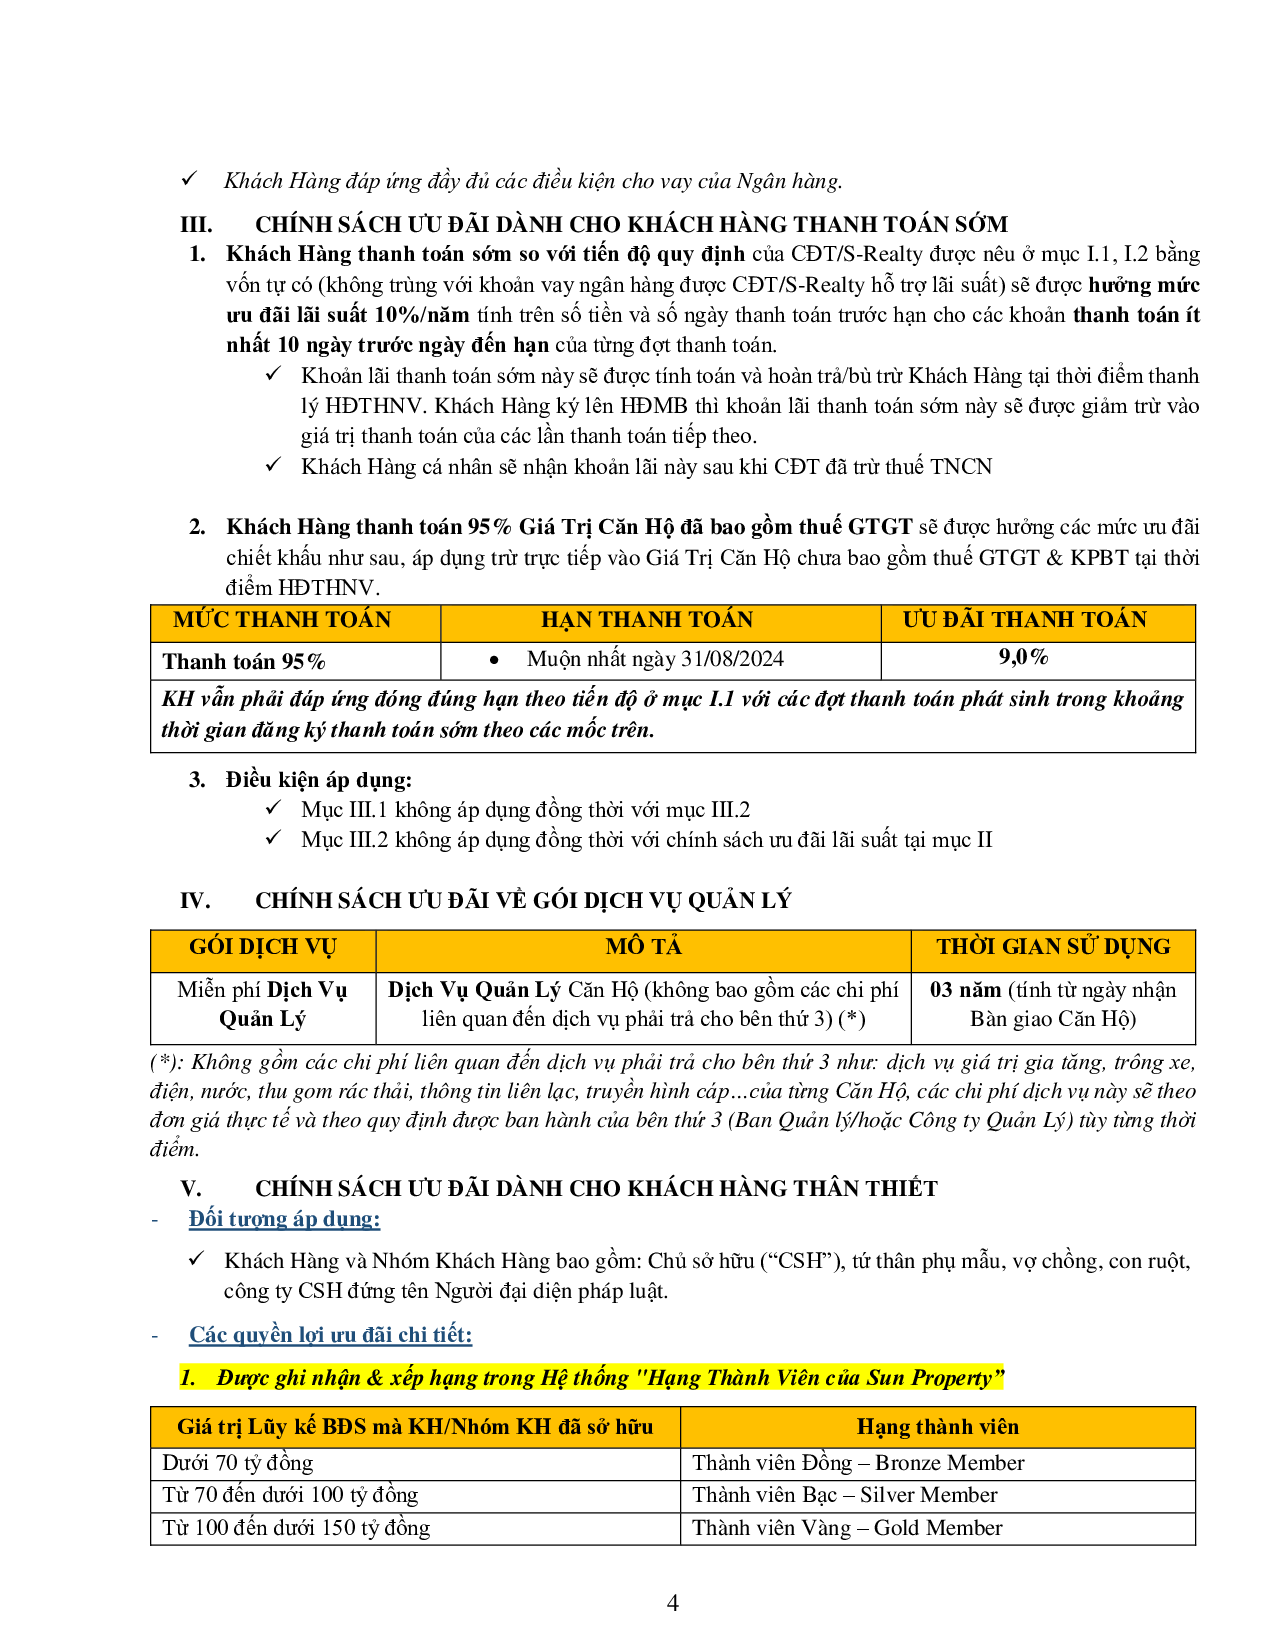 ✓ Khách Hàng đáp ứng đầy đủ các điều kiện cho vay của Ngân hàng.
III. CHÍNH SÁCH ƯU ĐÃI DÀNH CHO KHÁCH HÀNG THANH TOÁN SỚM
1. Khách Hàng thanh toán sớm so với tiến độ quy định của CĐT/S-Realty được nêu ở mục I.1, I.2 bằng
vốn tự có (không trùng với khoản vay ngân hàng được CĐT/S-Realty hỗ trợ lãi suất) sẽ được hưởng mức
ưu đãi lãi suất 10%/năm tính trên số tiền và số ngày thanh toán trước hạn cho các khoản thanh toán ít
nhất 10 ngày trước ngày đến hạn của từng đợt thanh toán.
✓ Khoản lãi thanh toán sớm này sẽ được tính toán và hoàn trả/bù trừ Khách Hàng tại thời điểm thanh
lý HĐTHNV. Khách Hàng ký lên HĐMB thì khoản lãi thanh toán sớm này sẽ được giảm trừ vào
giá trị thanh toán của các lần thanh toán tiếp theo.
✓ Khách Hàng cá nhân sẽ nhận khoản lãi này sau khi CĐT đã trừ thuế TNCN
2. Khách Hàng thanh toán 95% Giá Trị Căn Hộ đã bao gồm thuế GTGT sẽ được hưởng các mức ưu đãi
chiết khấu như sau, áp dụng trừ trực tiếp vào Giá Trị Căn Hộ chưa bao gồm thuế GTGT & KPBT tại thời
điểm HĐTHNV.
MỨC THANH TOÁN HẠN THANH TOÁN ƯU ĐÃI THANH TOÁN
Thanh toán 95% • Muộn nhất ngày 31/08/2024 9,0%
KH vẫn phải đáp ứng đóng đúng hạn theo tiến độ ở mục I.1 với các đợt thanh toán phát sinh trong khoảng
thời gian đăng ký thanh toán sớm theo các mốc trên.
3. Điều kiện áp dụng:
✓ Mục III.1 không áp dụng đồng thời với mục III.2
✓ Mục III.2 không áp dụng đồng thời với chính sách ưu đãi lãi suất tại mục II
IV. CHÍNH SÁCH ƯU ĐÃI VỀ GÓI DỊCH VỤ QUẢN LÝ
GÓI DỊCH VỤ MÔ TẢ THỜI GIAN SỬ DỤNG
Miễn phí Dịch Vụ Dịch Vụ Quản Lý Căn Hộ (không bao gồm các chi phí 03 năm (tính từ ngày nhận
Quản Lý liên quan đến dịch vụ phải trả cho bên thứ 3) (*) Bàn giao Căn Hộ)
(*): Không gồm các chi phí liên quan đến dịch vụ phải trả cho bên thứ 3 như: dịch vụ giá trị gia tăng, trông xe,
điện, nước, thu gom rác thải, thông tin liên lạc, truyền hình cáp…của từng Căn Hộ, các chi phí dịch vụ này sẽ theo
đơn giá thực tế và theo quy định được ban hành của bên thứ 3 (Ban Quản lý/hoặc Công ty Quản Lý) tùy từng thời
điểm.
V. CHÍNH SÁCH ƯU ĐÃI DÀNH CHO KHÁCH HÀNG THÂN THIẾT
- Đối tượng áp dụng:
✓ Khách Hàng và Nhóm Khách Hàng bao gồm: Chủ sở hữu (“CSH”), tứ thân phụ mẫu, vợ chồng, con ruột,
công ty CSH đứng tên Người đại diện pháp luật.
- Các quyền lợi ưu đãi chi tiết:
1. Được ghi nhận & xếp hạng trong Hệ thống "Hạng Thành Viên của Sun Property”
Giá trị Lũy kế BĐS mà KH/Nhóm KH đã sở hữu Hạng thành viên
Dưới 70 tỷ đồng Thành viên Đồng – Bronze Member
Từ 70 đến dưới 100 tỷ đồng Thành viên Bạc – Silver Member
Từ 100 đến dưới 150 tỷ đồng Thành viên Vàng – Gold Member
4